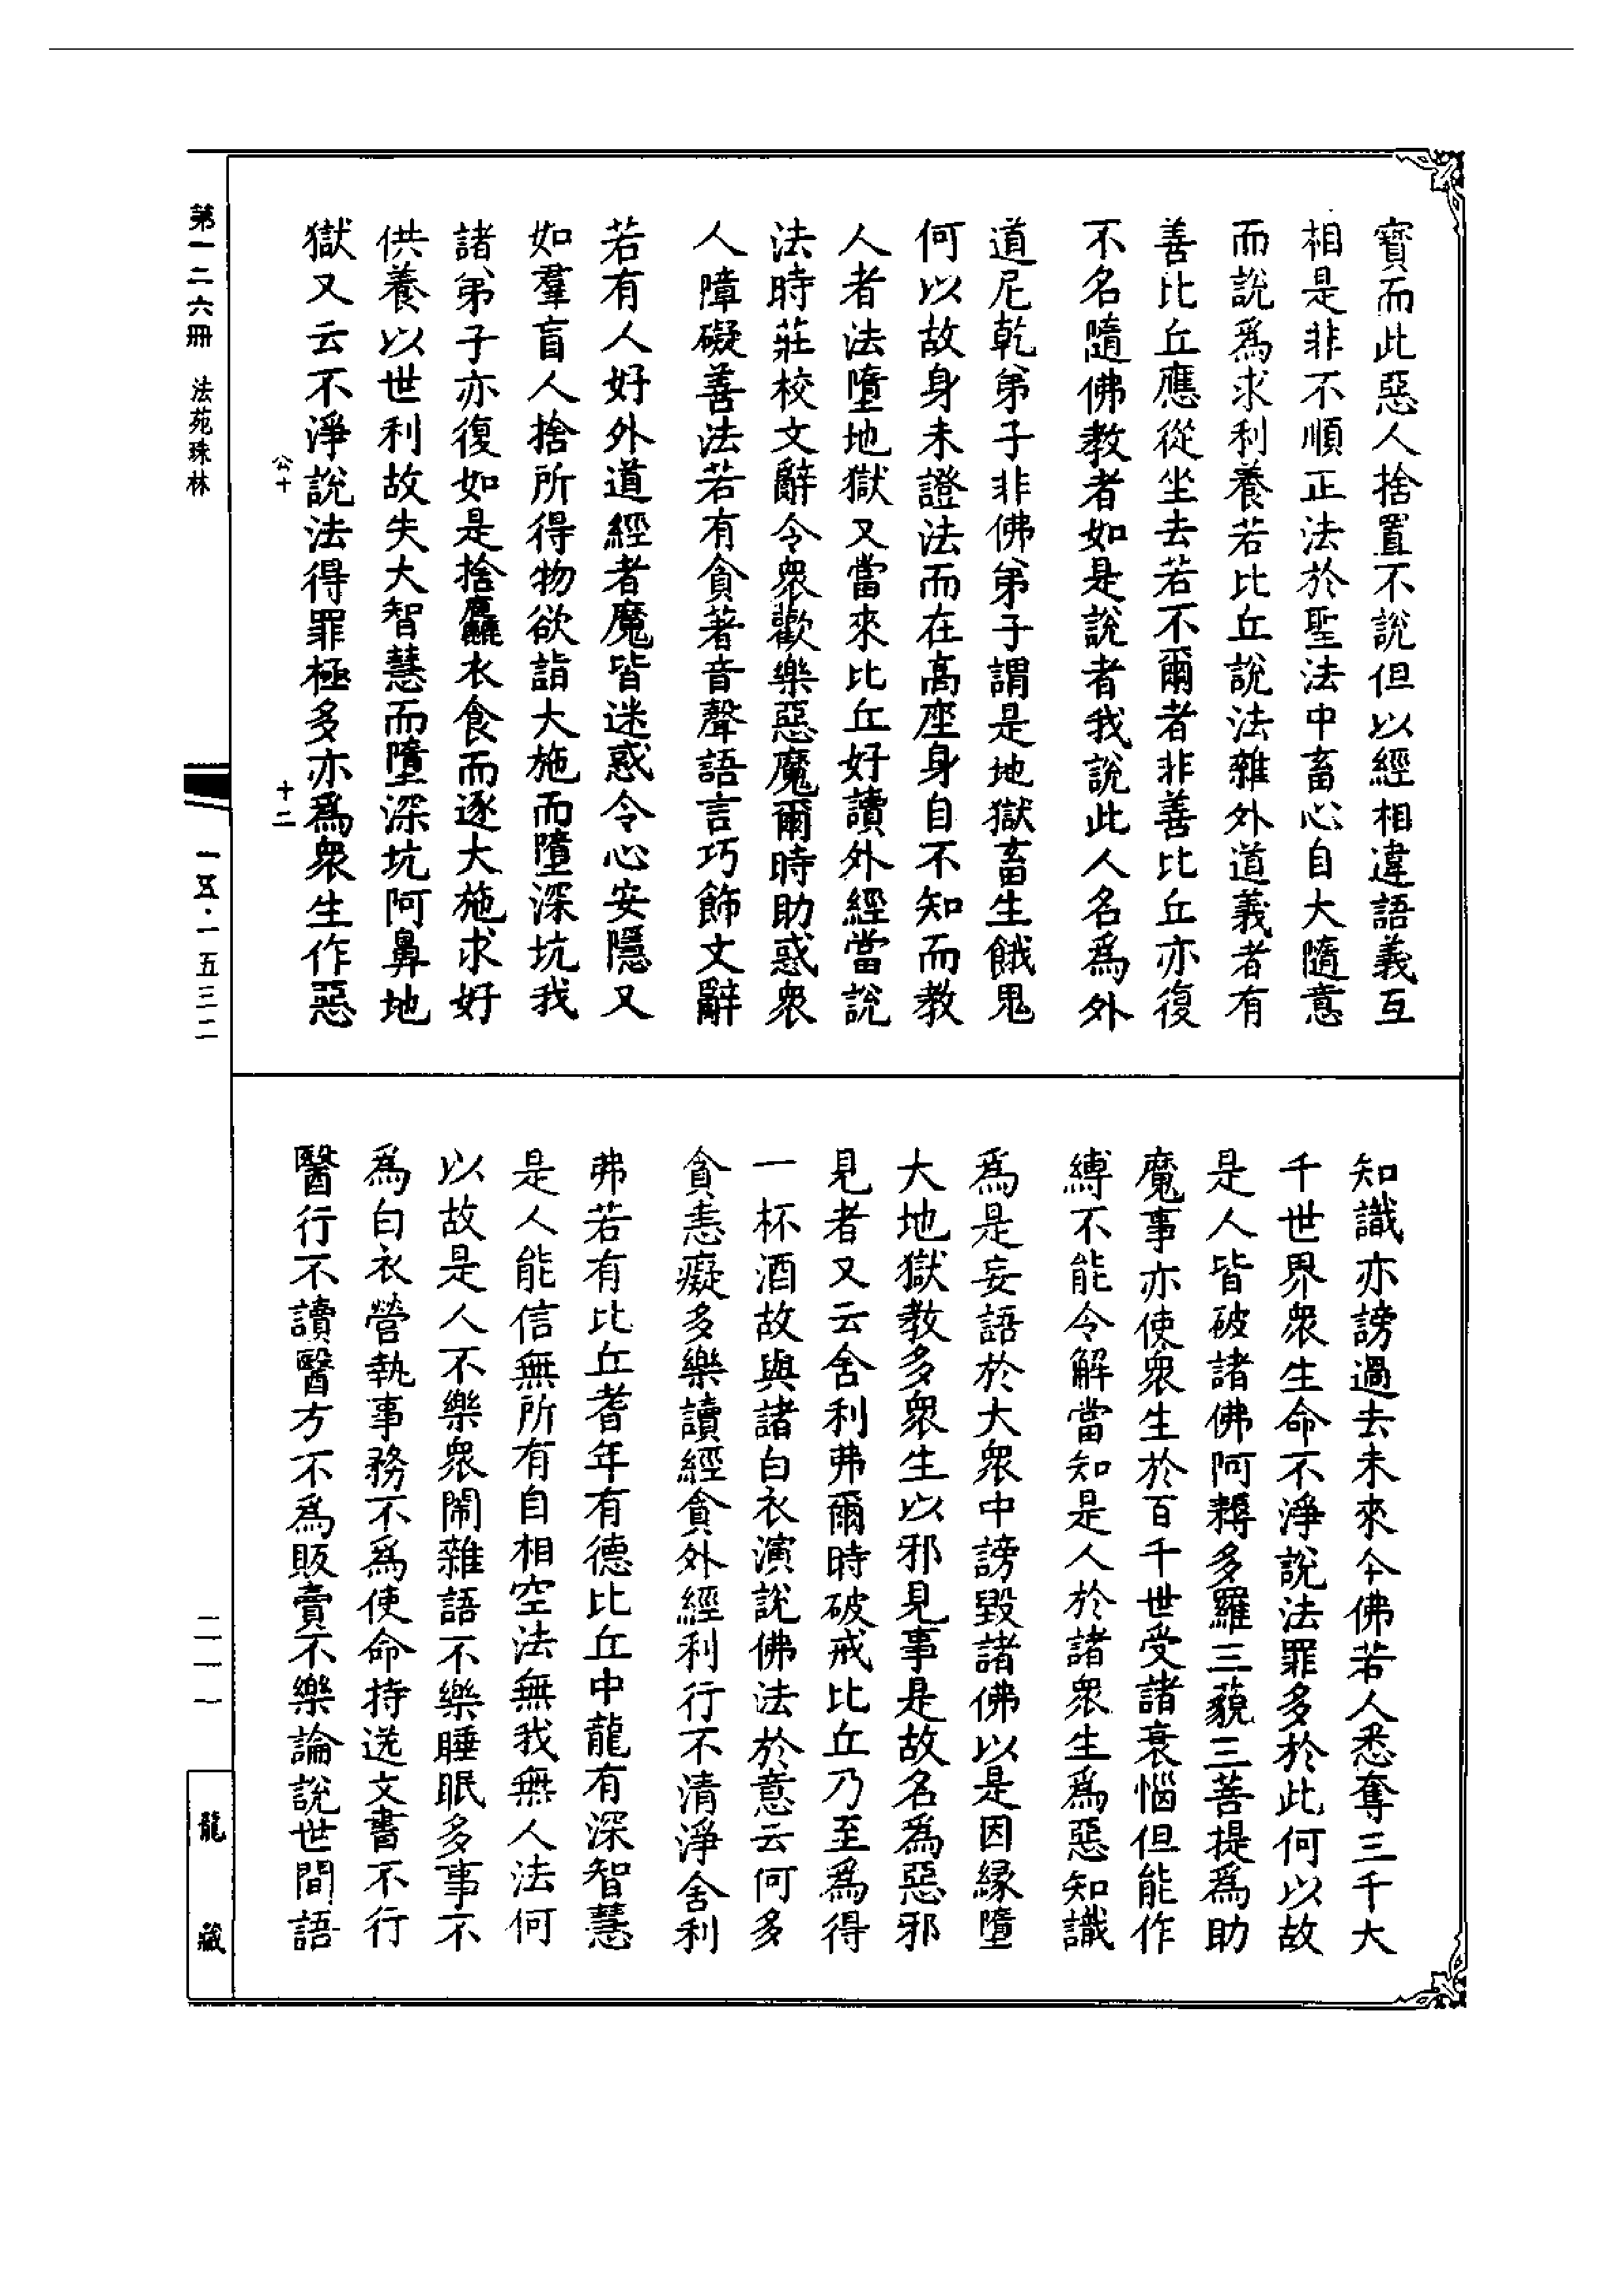 寳而此惡人捨置不說但以經相違語義互
相是非不順正法於聖法中畜心自大隨意
而說爲求利養若比丘說法雜外道義者有
善比丘應從坐去若不爾者非善比丘亦復
不名隨佛教者如是說者我說此人名爲外
道尼乾弟子非佛弟子謂是地獄畜生餓鬼
何以故身未證法而在高座身自不知而教
人者法墮地獄又當來比丘好讀外經當說
法時莊校文辭令衆歡樂惡魔爾時助惑衆
人障礙善法若有貪著音聲語言巧飾文辭
若有人好外道經者魔皆迷惑令心安隱又
如羣盲人捨所得物欲詣大施而墮深坑我
諸弟子亦復如是捨麤衣食而逐大施求好
供養以世利故失大智慧而墮深坑阿鼻地
獄又云不淨說法得罪極多亦爲衆生作惡
公十
十二
知識亦謗過去未來今佛若人悉奪三千大
千世界衆生命不淨說法罪多於此何以故
是人皆破諸佛阿耨多羅三藐三菩提爲助
魔事亦使衆生於百千世受諸衰惱但能作
縛不能令解當知是人於諸衆生爲惡知識
爲是妄語於大衆中謗毀諸佛以是因緣墮
大地獄教多衆生以邪見事是故名爲惡邪
見者又云舍利弗爾時破戒比丘乃至爲得
一杯酒故與諸白衣演說佛法於意云何多
貪恚癡多樂讀經貪外經利行不清淨舍利
弗若有比丘耆年有德比丘中龍有深智慧
是人能信無所有自相空法無我無人法何
以故是人不樂衆鬧雜語不樂睡眠多事不
爲白衣營執事務不爲使命持送文書不行
醫行不讀醫方不爲販賣不樂論說世間語
第一二六冊
法苑珠林
一五·一五三二
二一一
龍藏